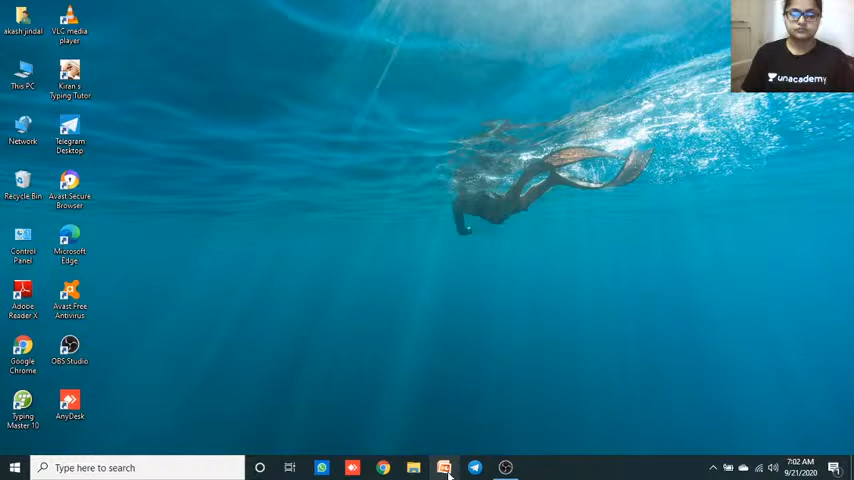 akash jindal
VLC media
player
This PC
Kiran's
Typing Tutor
Network
Telegram
Desktop
Recycle Bin
Avast Secure
Browser
Control
Panel
Microsoft
Edge
Adobe
Reader X
Avast Free
Antivirus
Google
Chrome
OBS Studio
Typing
Master 10
AnyDesk
unacademy
Type here to search
7:02 AM
9/21/2020